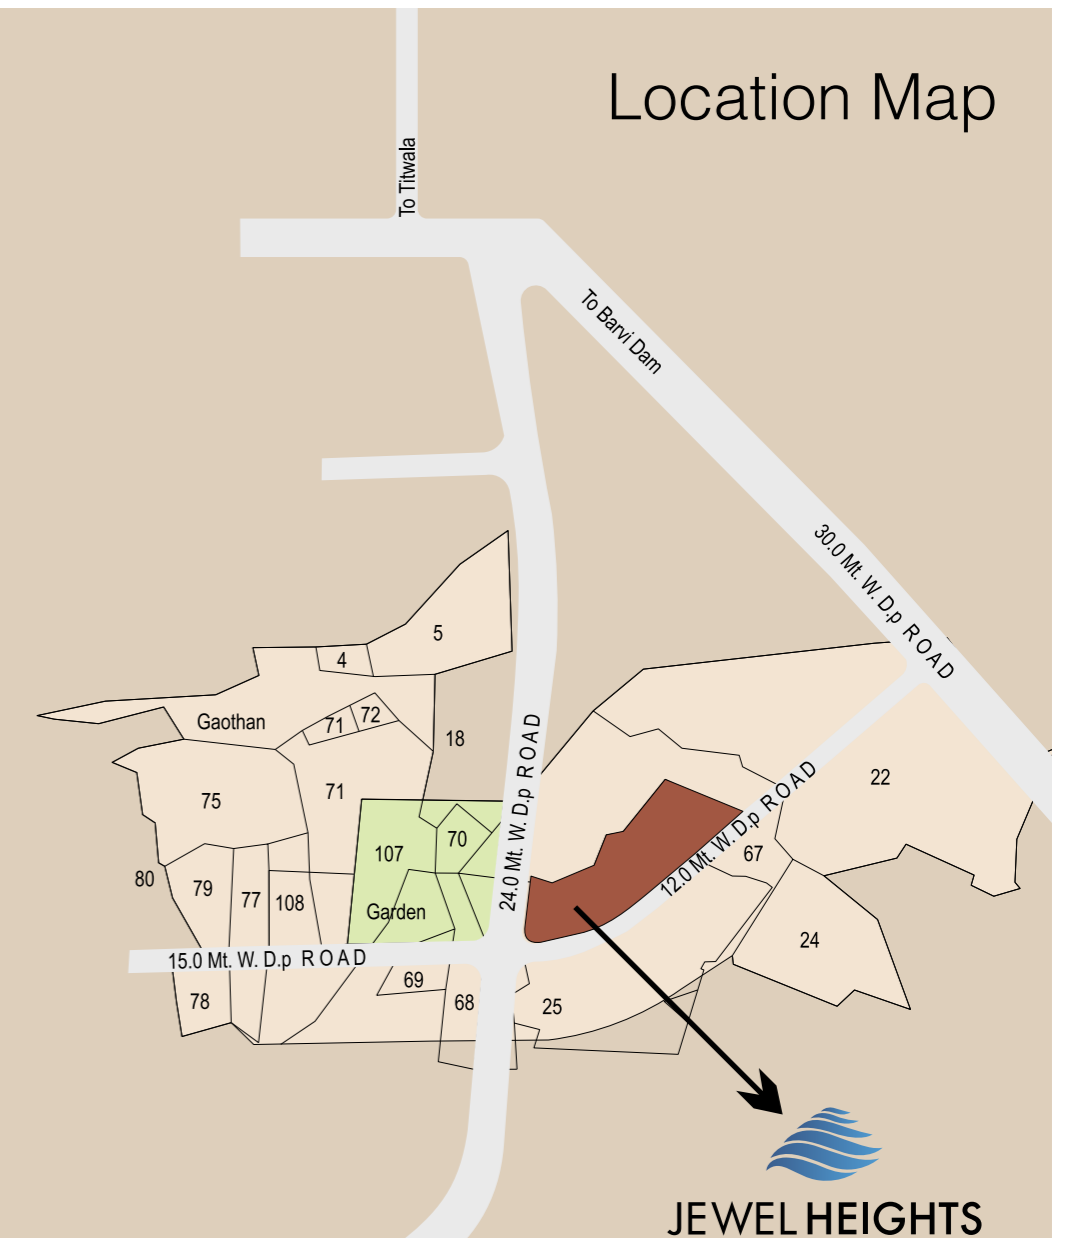 Location Map
To Titwala
To Barvi Dam
30.0 Mt. W. D.p ROAD
5
4
Gaothan
71
72
18
24.0 Mt. W. D.p ROAD
12.0 Mt. W. D.p ROAD
22
75
71
107
70
67
80
79
77
108
Garden
24
15.0 Mt. W. D.p ROAD
69
78
68
25
JEWEL HEIGHTS